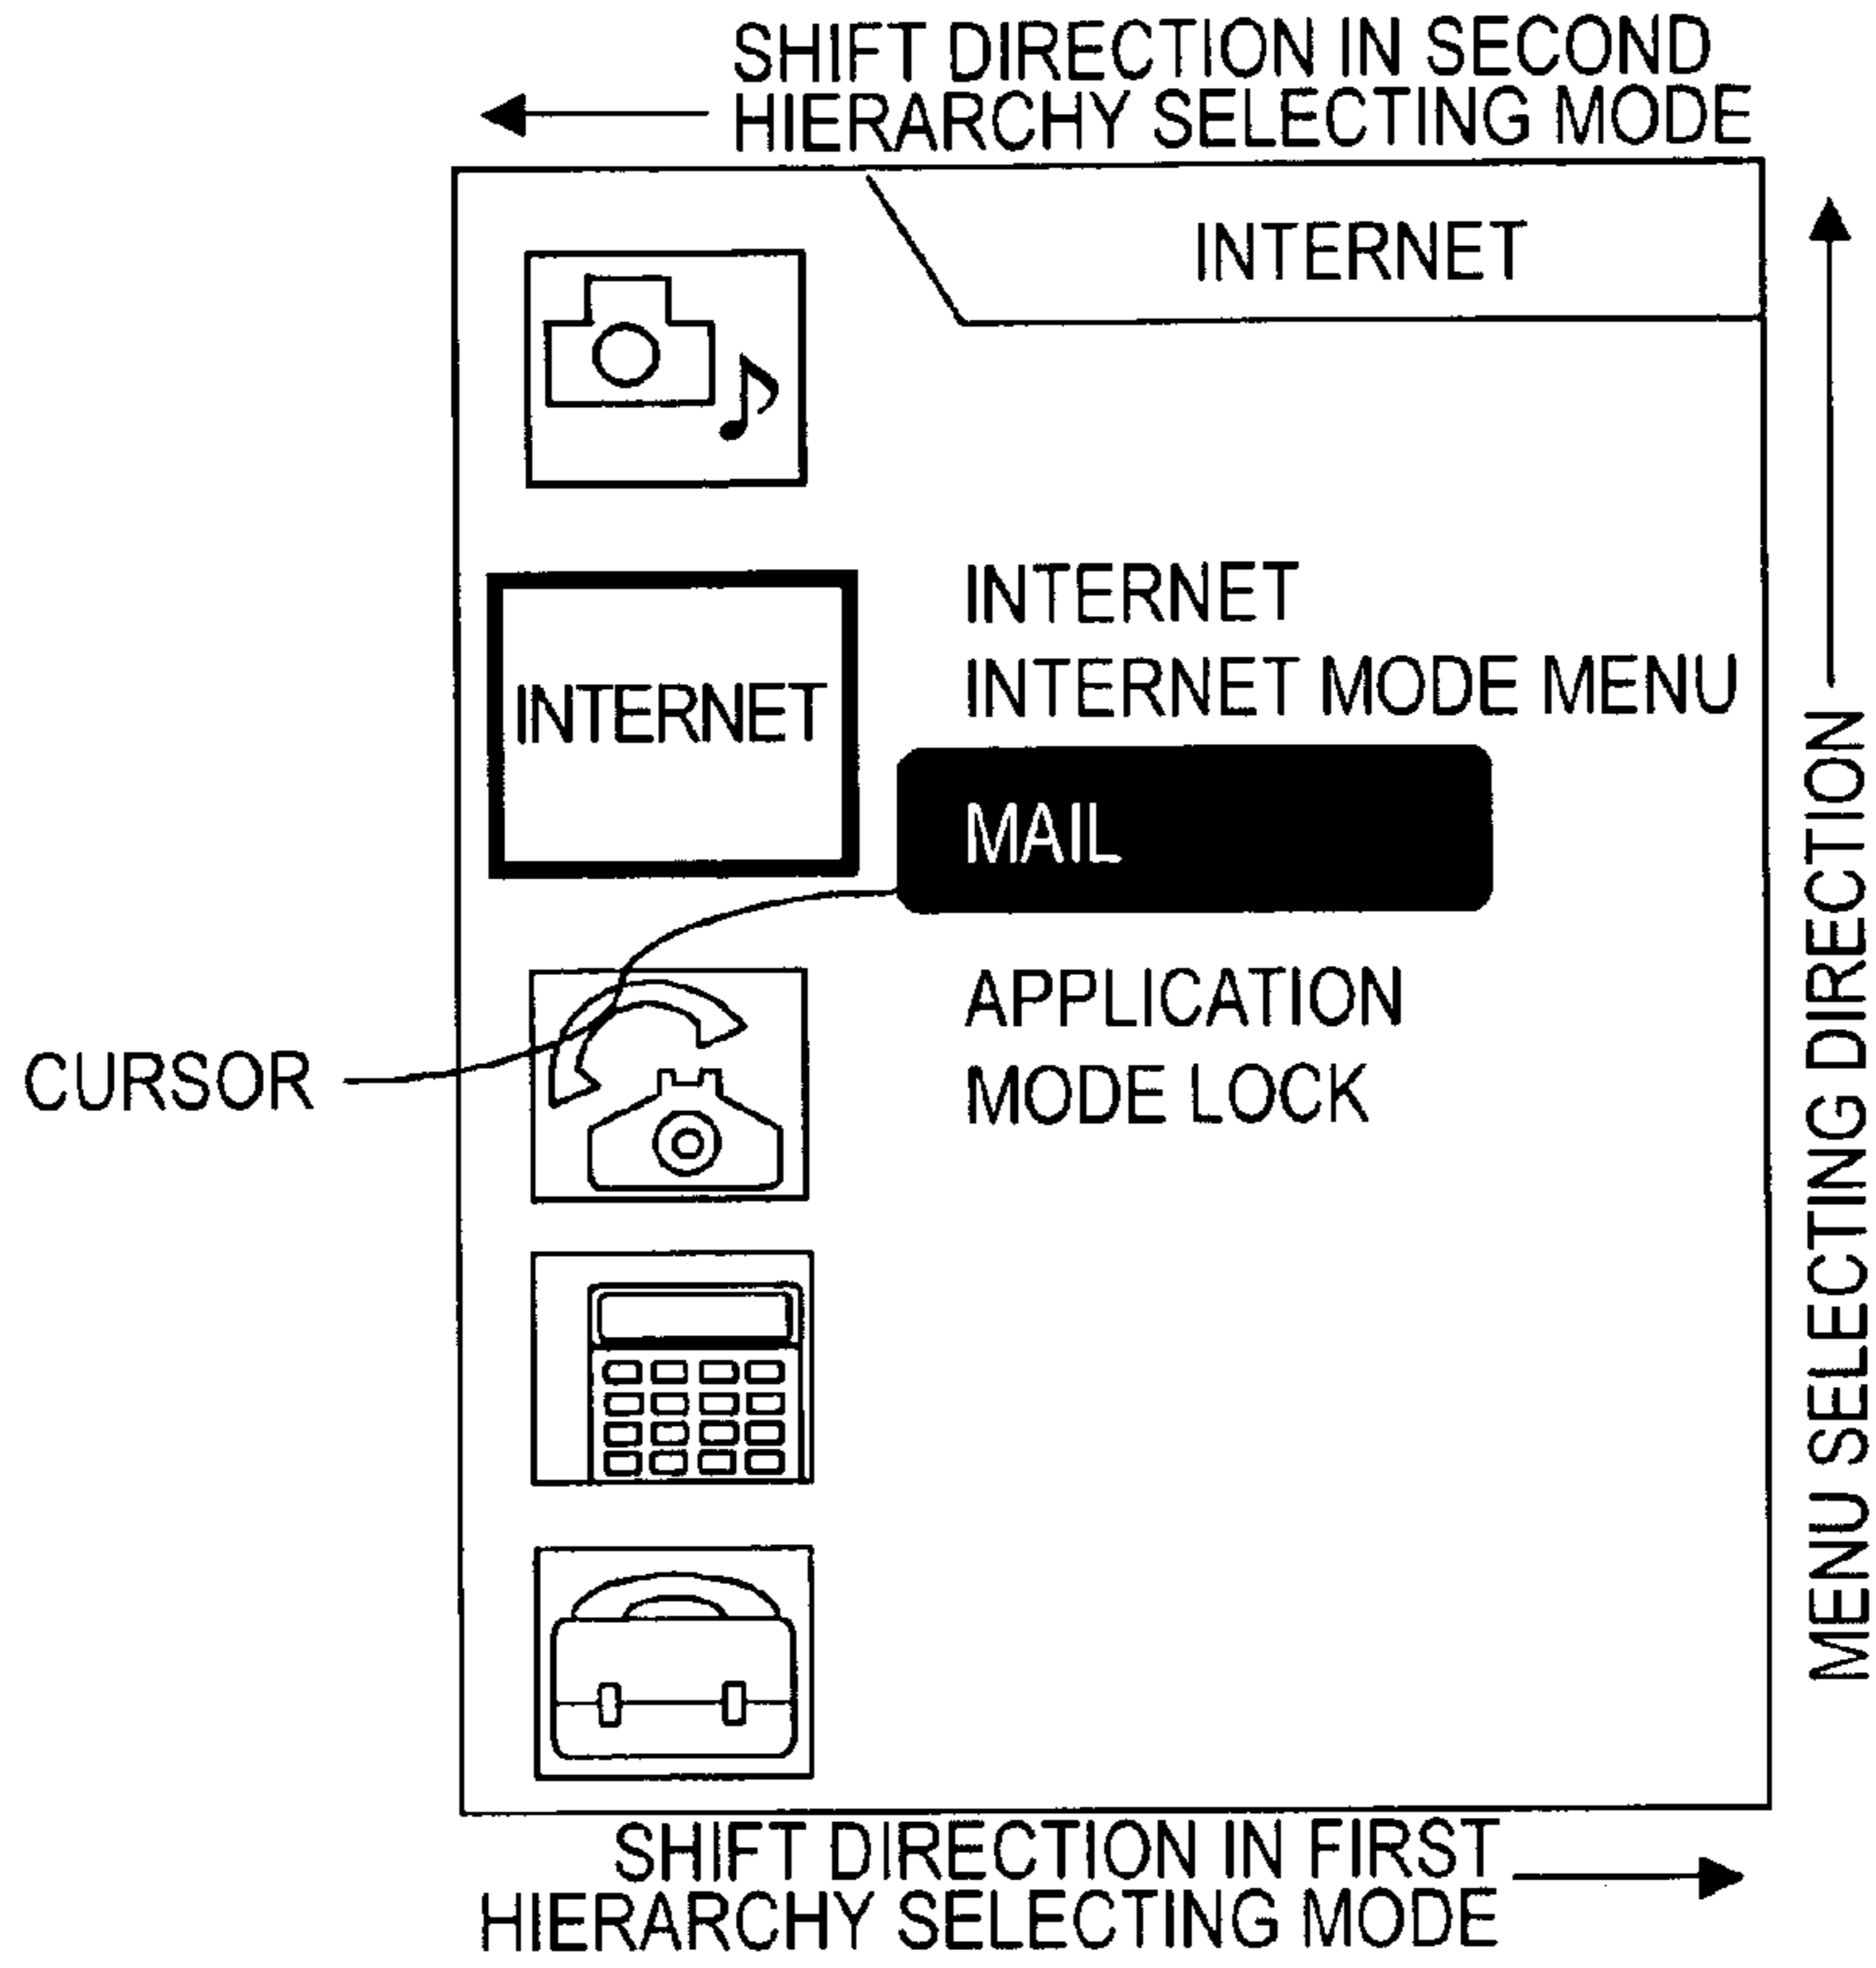 SHIFT DIRECTION IN SECOND
HIERARCHY SELECTING MODE
INTERNET
INTERNET
INTERNET MODE MENU
INTERNET
MAIL
APPLICATION
MODE LOCK
CURSOR
MENU SELECTING DIRECTION
SHIFT DIRECTION IN FIRST
HIERARCHY SELECTING MODE